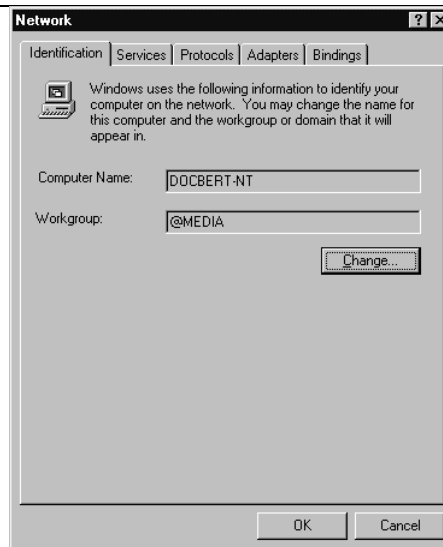 Network
Identification Services Protocols Adapters Bindings
Windows uses the following information to identify your
computer on the network. You may change the name for
this computer and the workgroup or domain that it will
appear in.
Computer Name: DOCBERT-NT
Workgroup: @MEDIA
Change...
OK Cancel